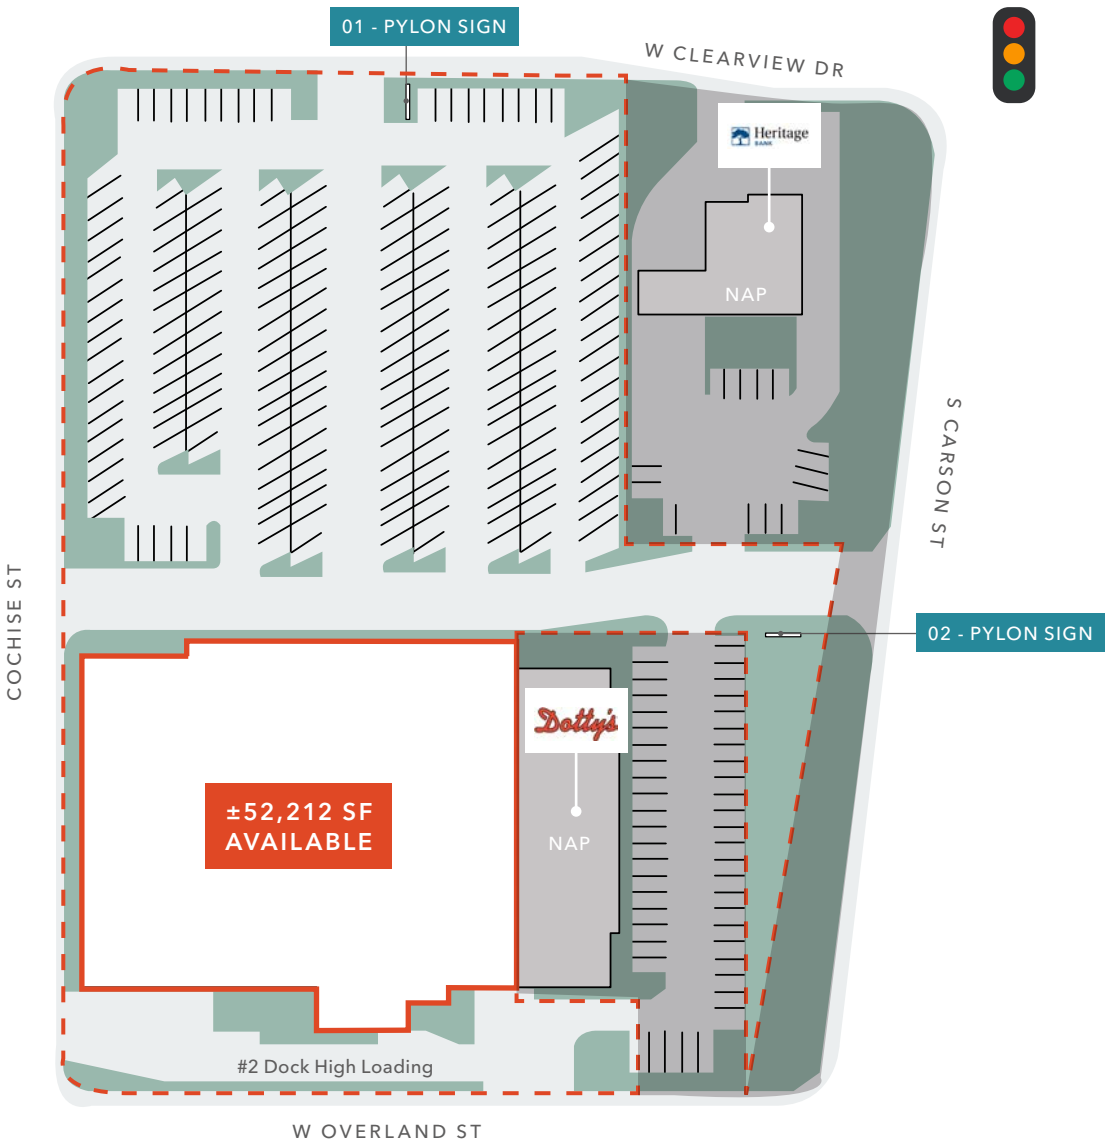 01 - PYLON SIGN
W CLEARVIEW DR
Heritage
BANK
NAP
S CARSON ST
COCHISE ST
02 - PYLON SIGN
Dotty's
±52,212 SF
AVAILABLE
NAP
#2 Dock High Loading
W OVERLAND ST